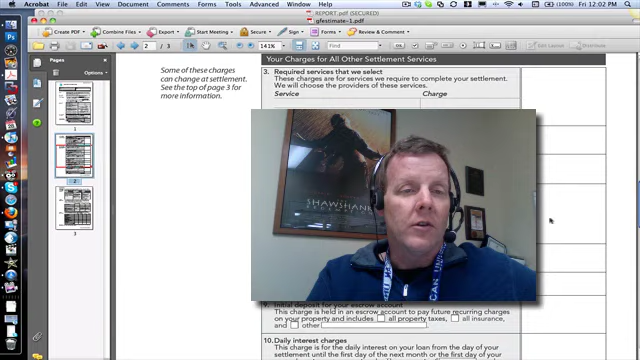 Acrobat File Edit View Document Comments Forms Tools Advanced Window Help
(100%) Fri 12:02 PM
REPORT.pdf (SECURED)
gfestimate-1.pdf
Create PDF Combine Files Export Start Meeting Secure Sign Forms Review & Comment
2 / 3 141% Edit Layout Distribute
Pages
Options
1
2
3
Some of these charges
can change at settlement.
See the top of page 3 for
more information.
Your Charges for All Other Settlement Services
3. Required services that we select
These charges are for services we require to complete your settlement.
We will choose the providers of these services.
Service Charge
SHAWSHANK
9. Initial deposit for your escrow account
This charge is held in an escrow account to pay future recurring charges
on your property and includes all property taxes, all insurance,
and other
10. Daily interest charges
This charge is for the daily interest on your loan from the day of your
settlement until the first day of the next month or the first day of your